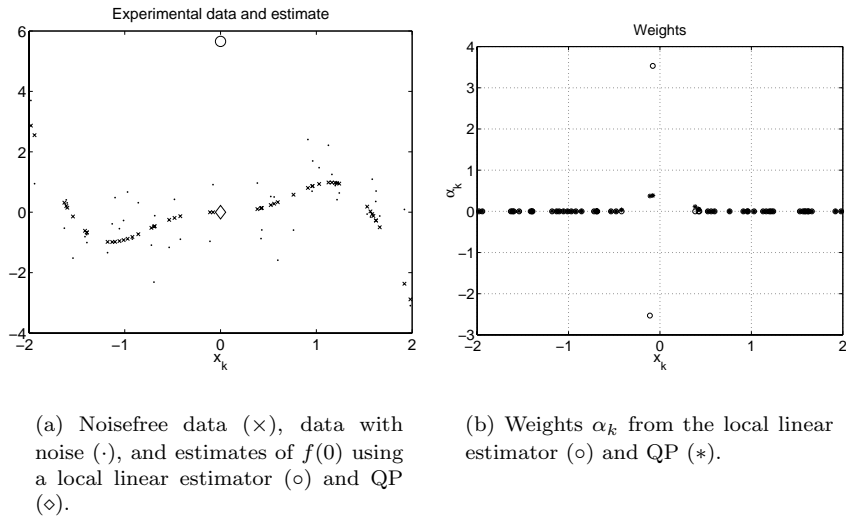 Experimental data and estimate
6
4
2
0
−2
−4
−2
−1
0
1
2
x_k
Weights
4
3
2
1
0
−1
−2
−3
α_k
−2
−1
0
1
2
x_k
(a) Noisefree data (×), data with
noise (·), and estimates of f(0) using
a local linear estimator (○) and QP
(⋄).
(b) Weights α_k from the local linear
estimator (○) and QP (∗).